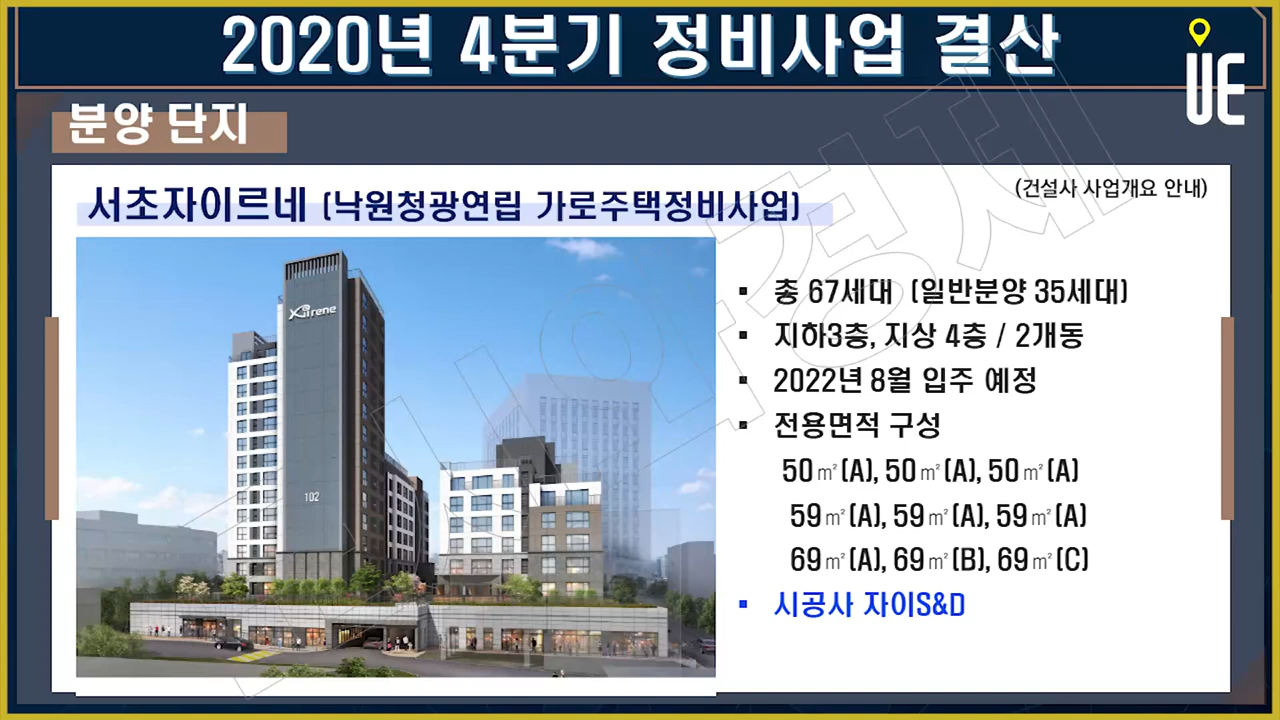 2020년 4분기 정비사업 결산
UE
분양 단지
서초자이르네 (낙원청광연립 가로주택정비사업)
(건설사 사업개요 안내)
Xi rene
102
▪ 총 67세대 (일반분양 35세대)
▪ 지하3층, 지상 4층 / 2개동
▪ 2022년 8월 입주 예정
▪ 전용면적 구성
50㎡(A), 50㎡(A), 50㎡(A)
59㎡(A), 59㎡(A), 59㎡(A)
69㎡(A), 69㎡(B), 69㎡(C)
▪ 시공사 자이S&D